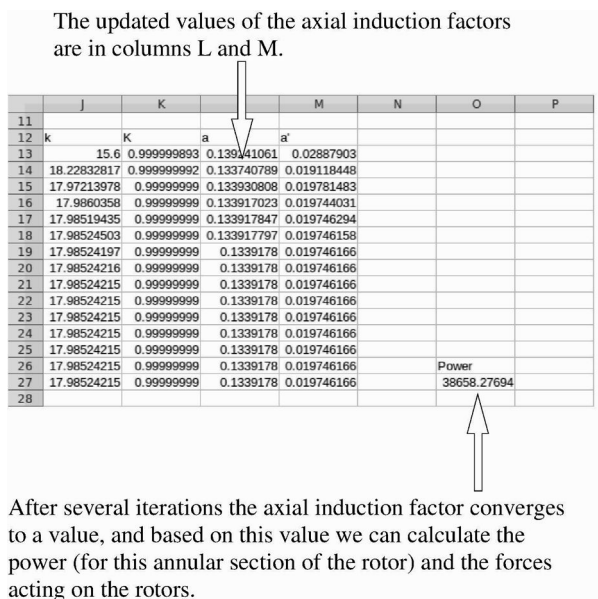 The updated values of the axial induction factors
are in columns L and M.
J K M N O P
11
12 k K a a'
13 15.6 0.999999893 0.139241061 0.02887903
14 18.22832817 0.999999992 0.133740789 0.019118448
15 17.97213978 0.99999999 0.133930808 0.019781483
16 17.9860358 0.99999999 0.133917023 0.019744031
17 17.98519435 0.99999999 0.133917847 0.019746294
18 17.98524503 0.99999999 0.133917797 0.019746158
19 17.98524197 0.99999999 0.1339178 0.019746166
20 17.98524216 0.99999999 0.1339178 0.019746166
21 17.98524215 0.99999999 0.1339178 0.019746166
22 17.98524215 0.99999999 0.1339178 0.019746166
23 17.98524215 0.99999999 0.1339178 0.019746166
24 17.98524215 0.99999999 0.1339178 0.019746166
25 17.98524215 0.99999999 0.1339178 0.019746166
26 17.98524215 0.99999999 0.1339178 0.019746166 Power
27 17.98524215 0.99999999 0.1339178 0.019746166 38658.27694
28
After several iterations the axial induction factor converges
to a value, and based on this value we can calculate the
power (for this annular section of the rotor) and the forces
acting on the rotors.